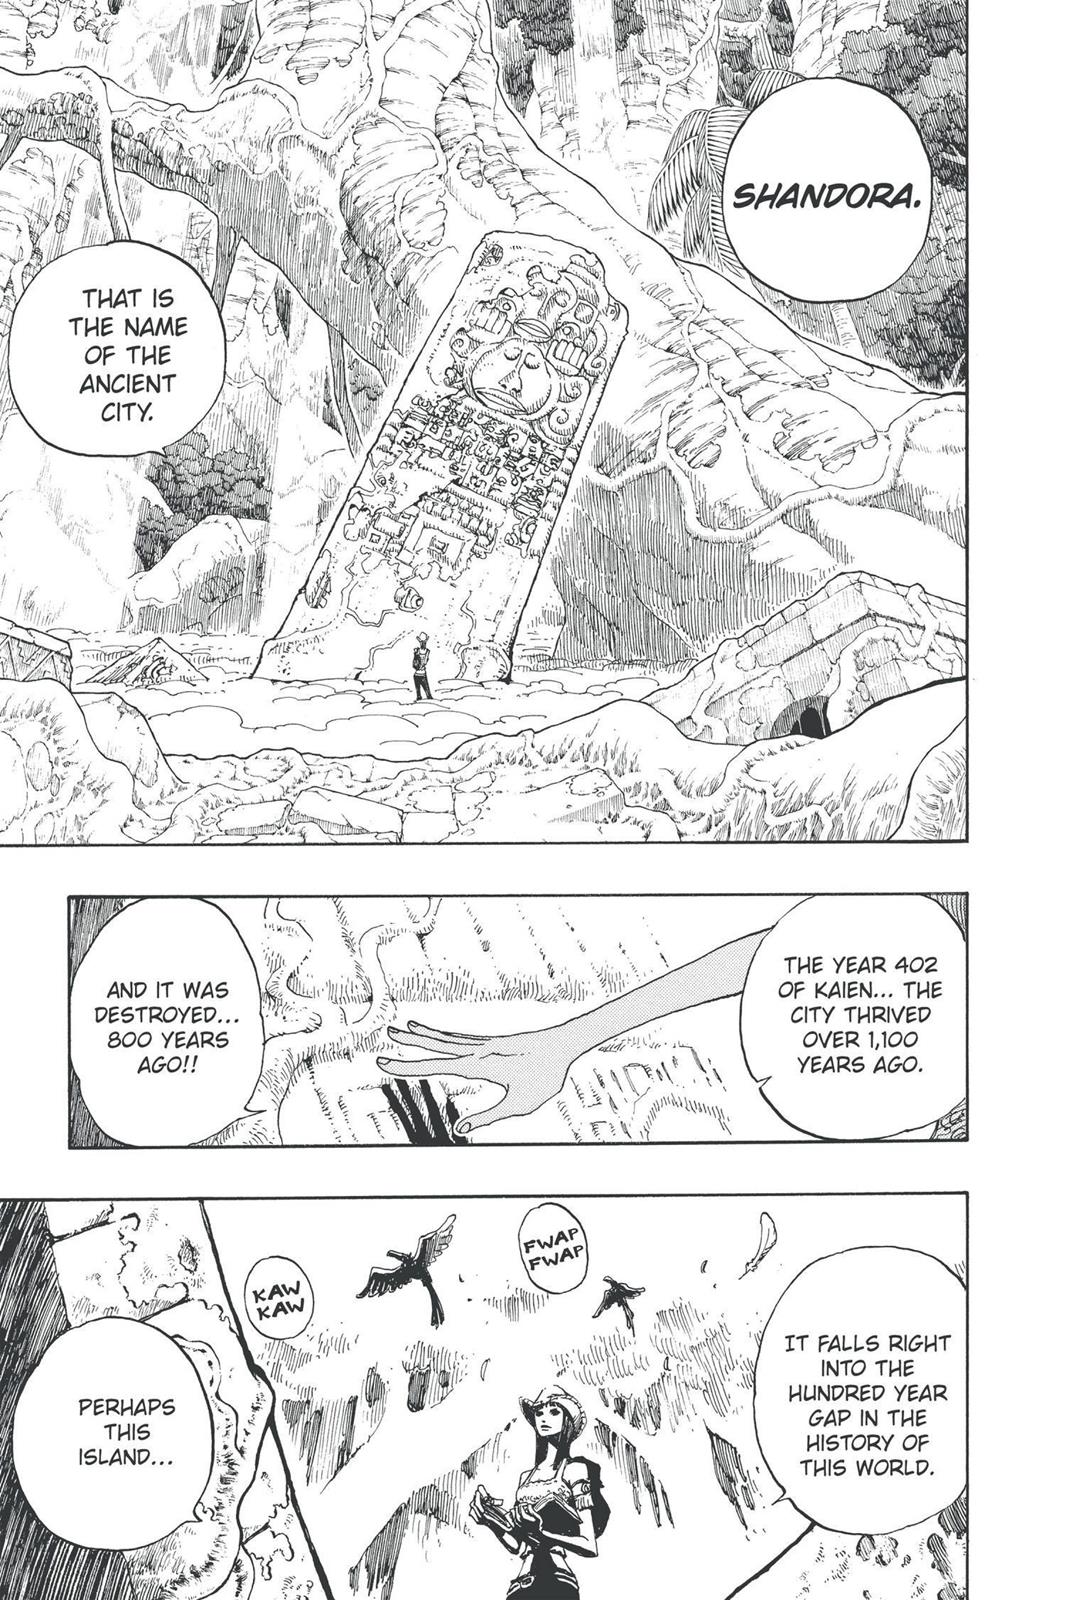 SHANDORA.
THAT IS
THE NAME
OF THE
ANCIENT
CITY.
THE YEAR 402
OF KAIEN... THE
CITY THRIVED
OVER 1,100
YEARS AGO.
AND IT WAS
DESTROYED...
800 YEARS
AGO!!
FWAP
FWAP
KAW
KAW
IT FALLS RIGHT
INTO THE
HUNDRED YEAR
GAP IN THE
HISTORY OF
THIS WORLD.
PERHAPS
THIS
ISLAND...